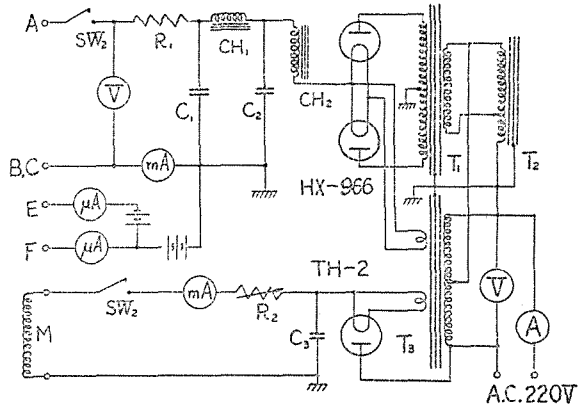 A
SW₂
R₁
CH₁
V
C₁
C₂
CH₂
B,C
mA
HX-966
T₁
T₂
E
μA
F
μA
TH-2
SW₂
mA
R₂
M
C₃
T₃
V
A
A.C. 220V